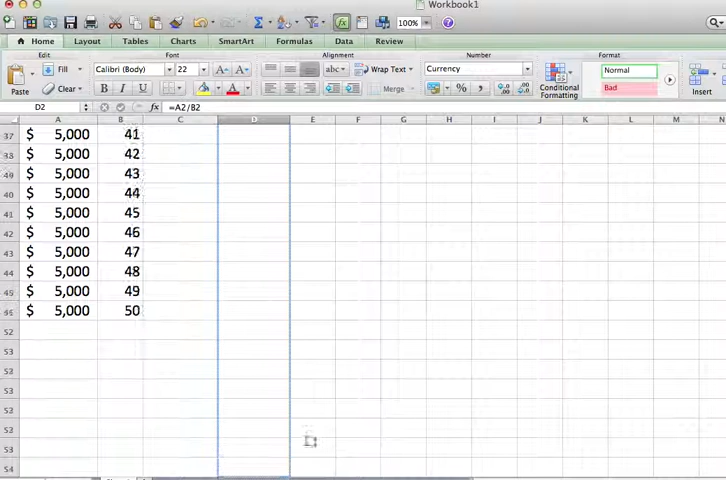 Workbook1
100%
Home Layout Tables Charts SmartArt Formulas Data Review
Edit Font Alignment Number Format
Fill Calibri (Body) 22 abc Wrap Text Currency Normal
Paste Clear B I U Merge % Conditional Formatting Bad Insert
D2 fx =A2/B2
A B C D E F G H I J K L M N
37 $ 5,000 41
38 $ 5,000 42
49 $ 5,000 43
40 $ 5,000 44
41 $ 5,000 45
42 $ 5,000 46
43 $ 5,000 47
44 $ 5,000 48
45 $ 5,000 49
$ 5,000 50
52
53
53
53
52
52
53
54